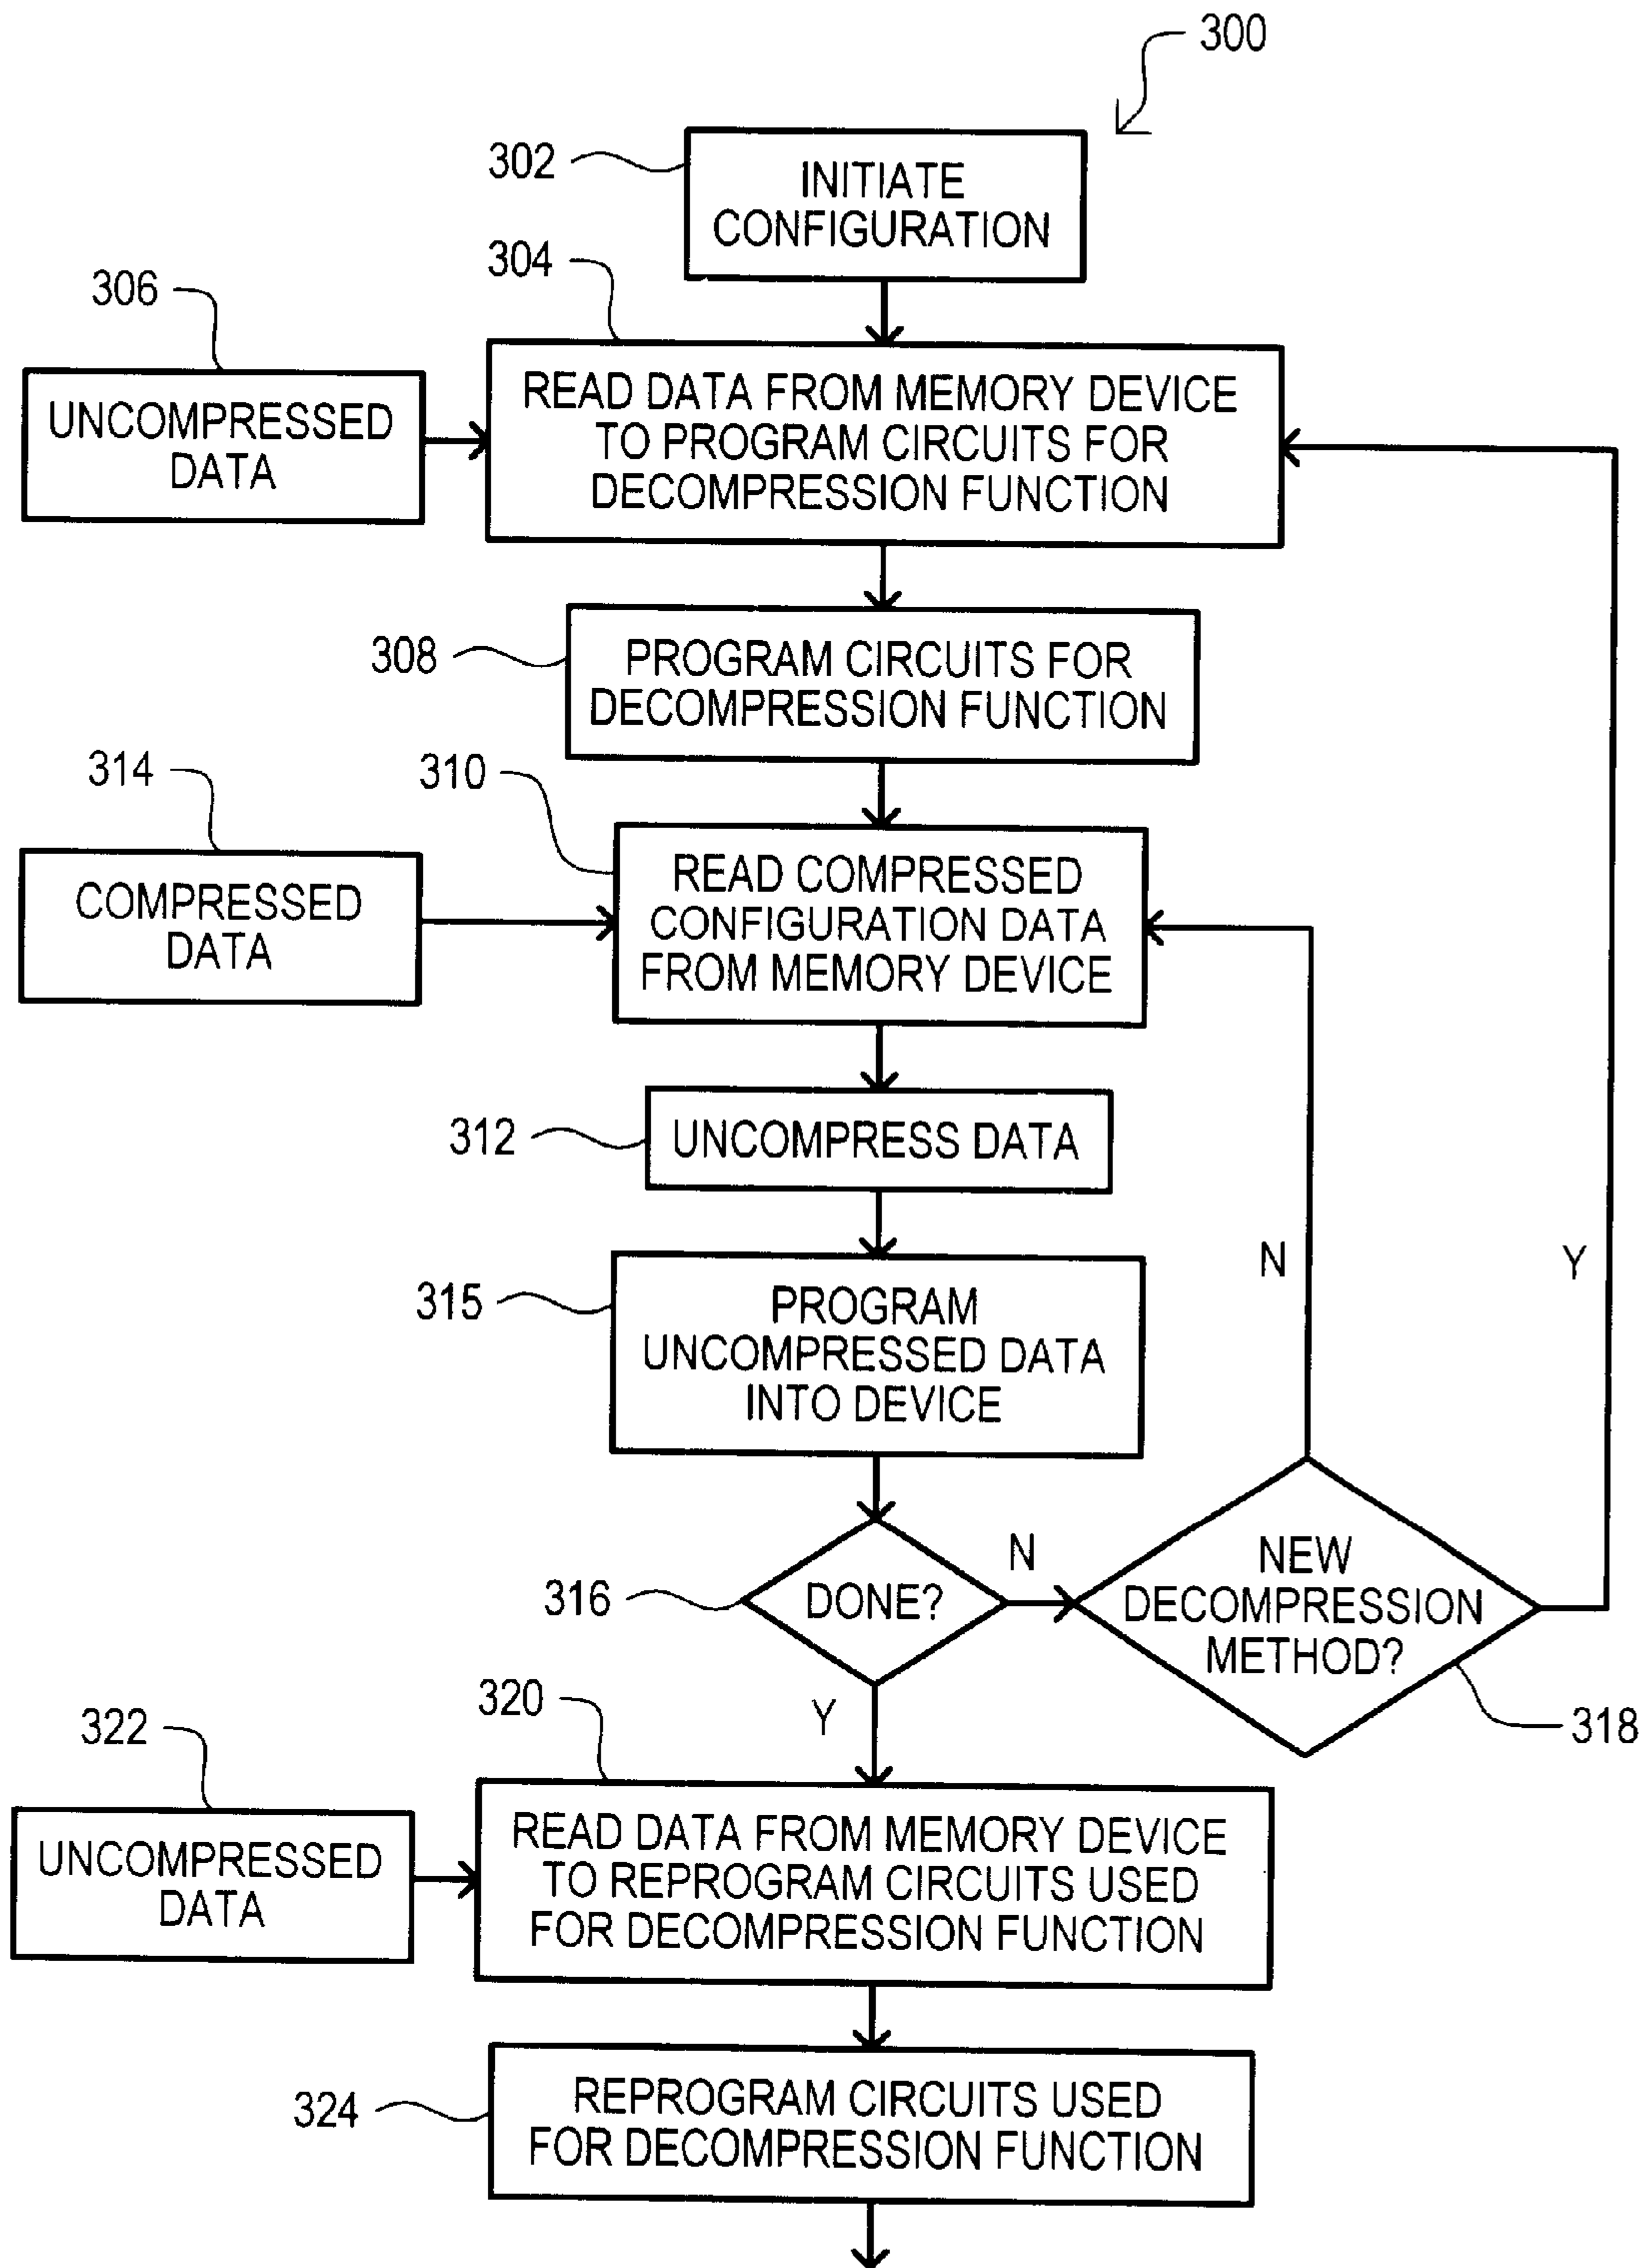 300
302
INITIATE
CONFIGURATION
304
306
UNCOMPRESSED
DATA
READ DATA FROM MEMORY DEVICE
TO PROGRAM CIRCUITS FOR
DECOMPRESSION FUNCTION
308
PROGRAM CIRCUITS FOR
DECOMPRESSION FUNCTION
314
310
COMPRESSED
DATA
READ COMPRESSED
CONFIGURATION DATA
FROM MEMORY DEVICE
312
UNCOMPRESS DATA
N
Y
315
PROGRAM
UNCOMPRESSED DATA
INTO DEVICE
316
DONE?
N
NEW
DECOMPRESSION
METHOD?
318
Y
320
322
UNCOMPRESSED
DATA
READ DATA FROM MEMORY DEVICE
TO REPROGRAM CIRCUITS USED
FOR DECOMPRESSION FUNCTION
324
REPROGRAM CIRCUITS USED
FOR DECOMPRESSION FUNCTION